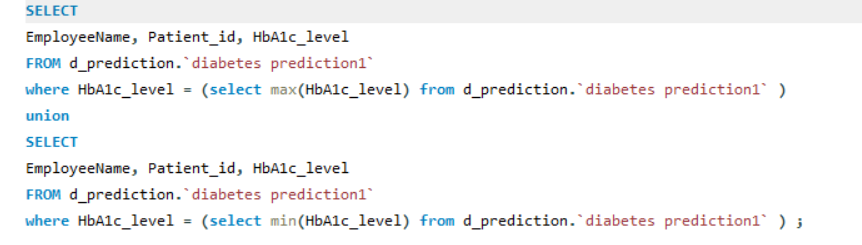 SELECT
EmployeeName, Patient_id, HbA1c_level
FROM d_prediction.`diabetes prediction1`
where HbA1c_level = (select max(HbA1c_level) from d_prediction.`diabetes prediction1` )
union
SELECT
EmployeeName, Patient_id, HbA1c_level
FROM d_prediction.`diabetes prediction1`
where HbA1c_level = (select min(HbA1c_level) from d_prediction.`diabetes prediction1` ) ;